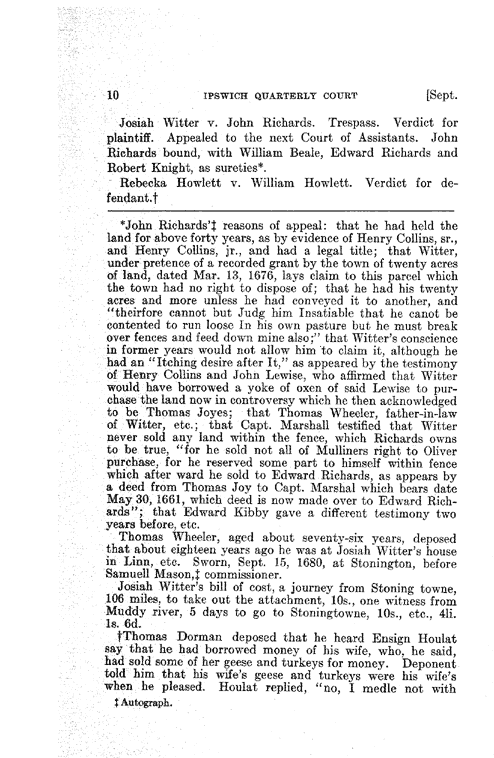 10 IPSWICH QUARTERLY COURT [Sept.
Josiah Witter v. John Richards. Trespass. Verdict for
plaintiff. Appealed to the next Court of Assistants. John
Richards bound, with William Beale, Edward Richards and
Robert Knight, as sureties*.
Rebecka Howlett v. William Howlett. Verdict for de-
fendant.†
*John Richards'‡ reasons of appeal: that he had held the
land for above forty years, as by evidence of Henry Collins, sr.,
and Henry Collins, jr., and had a legal title; that Witter,
under pretence of a recorded grant by the town of twenty acres
of land, dated Mar. 13, 1676, lays claim to this parcel which
the town had no right to dispose of; that he had his twenty
acres and more unless he had conveyed it to another, and
"theirfore cannot but Judg him Insatiable that he canot be
contented to run loose In his own pasture but he must break
over fences and feed down mine also;" that Witter's conscience
in former years would not allow him to claim it, although he
had an "Itching desire after It," as appeared by the testimony
of Henry Collins and John Lewise, who affirmed that Witter
would have borrowed a yoke of oxen of said Lewise to pur-
chase the land now in controversy which he then acknowledged
to be Thomas Joyes; that Thomas Wheeler, father-in-law
of Witter, etc.; that Capt. Marshall testified that Witter
never sold any land within the fence, which Richards owns
to be true, "for he sold not all of Mulliners right to Oliver
purchase, for he reserved some part to himself within fence
which after ward he sold to Edward Richards, as appears by
a deed from Thomas Joy to Capt. Marshal which bears date
May 30, 1661, which deed is now made over to Edward Rich-
ards"; that Edward Kibby gave a different testimony two
years before, etc.
Thomas Wheeler, aged about seventy-six years, deposed
that about eighteen years ago he was at Josiah Witter's house
in Linn, etc. Sworn, Sept. 15, 1680, at Stonington, before
Samuell Mason,‡ commissioner.
Josiah Witter's bill of cost, a journey from Stoning towne,
106 miles, to take out the attachment, 10s., one witness from
Muddy river, 5 days to go to Stoningtowne, 10s., etc., 4li.
1s. 6d.
†Thomas Dorman deposed that he heard Ensign Houlat
say that he had borrowed money of his wife, who, he said,
had sold some of her geese and turkeys for money. Deponent
told him that his wife's geese and turkeys were his wife's
when he pleased. Houlat replied, "no, I medle not with
‡ Autograph.